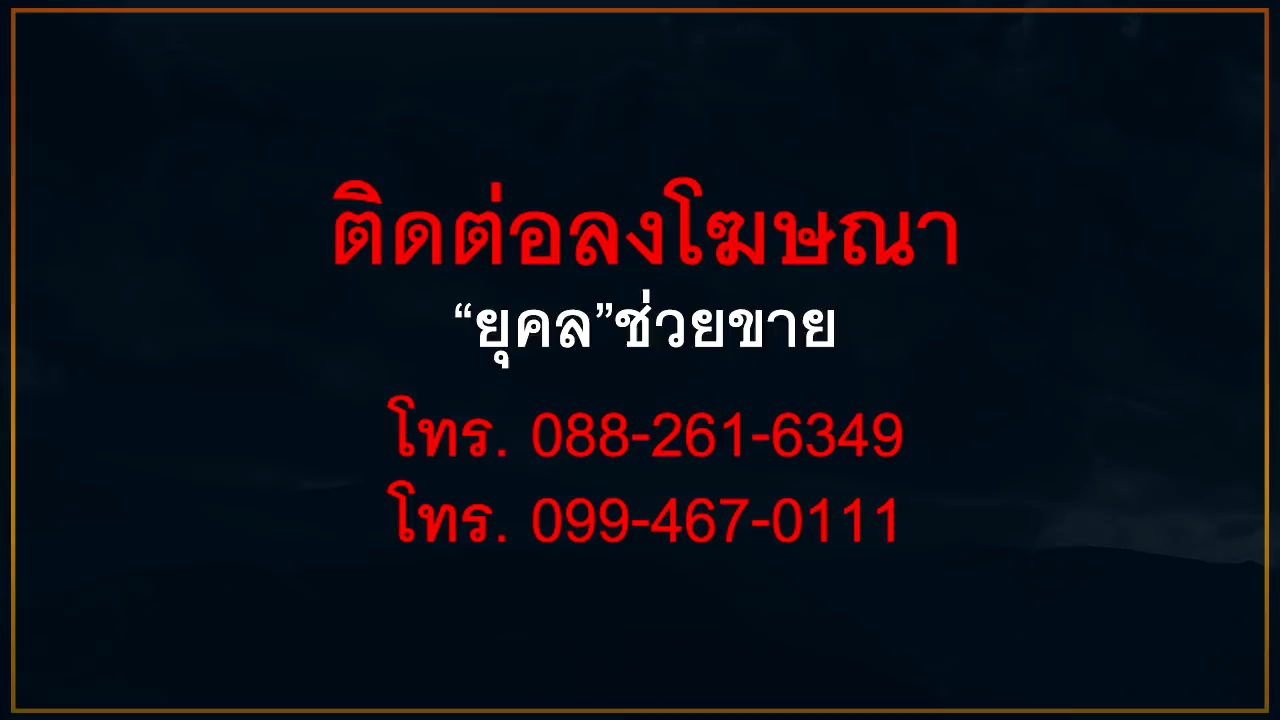 ติดต่อลงโฆษณา
“ยุคล”ช่วยขาย
โทร. 088-261-6349
โทร. 099-467-0111